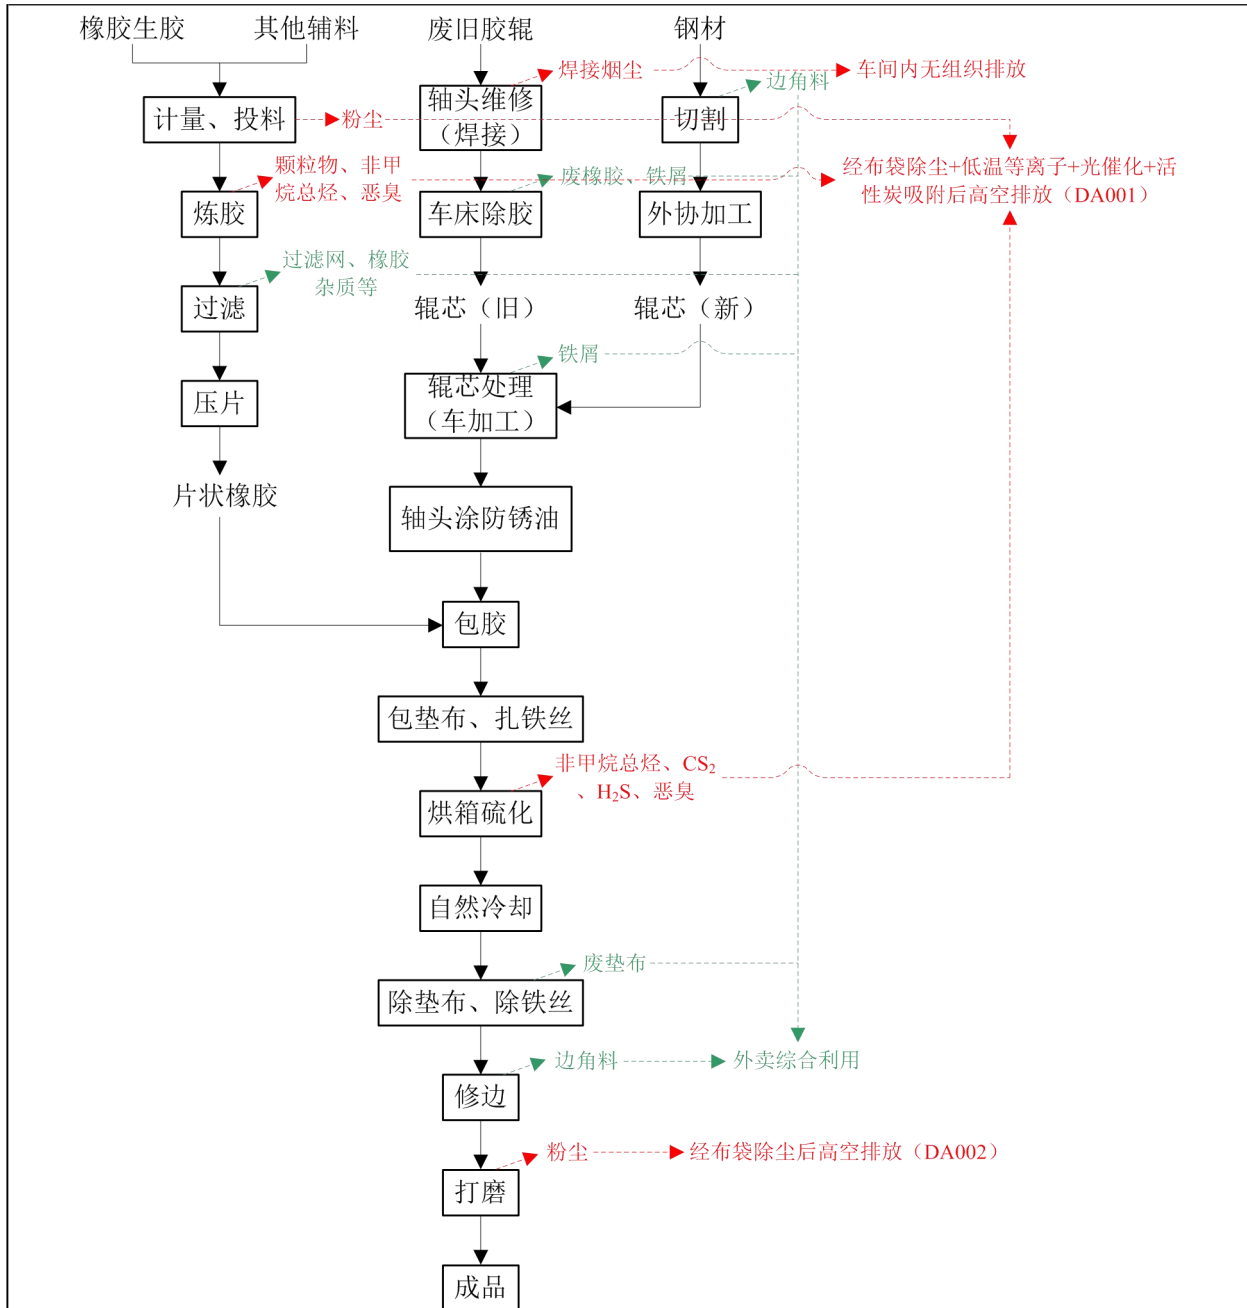 橡胶生胶
其他辅料
废旧胶辊
钢材
焊接烟尘
车间内无组织排放
边角料
计量、投料
粉尘
轴头维修
（焊接）
切割
颗粒物、非甲
烷总烃、恶臭
经布袋除尘+低温等离子+光催化+活
性炭吸附后高空排放（DA001）
废橡胶、铁屑
炼胶
车床除胶
外协加工
过滤网、橡胶
杂质等
过滤
辊芯（旧）
辊芯（新）
铁屑
辊芯处理
（车加工）
压片
片状橡胶
轴头涂防锈油
包胶
包垫布、扎铁丝
非甲烷总烃、CS₂
、H₂S、恶臭
烘箱硫化
自然冷却
废垫布
除垫布、除铁丝
边角料
外卖综合利用
修边
粉尘
经布袋除尘后高空排放（DA002）
打磨
成品